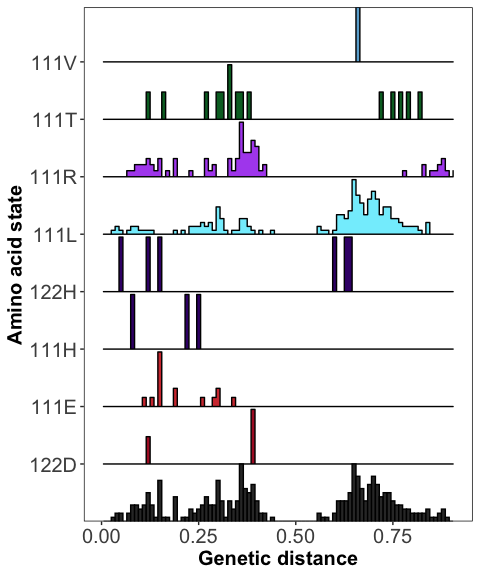 111V
111T
111R
111L
122H
111H
111E
122D
Amino acid state
0.00 0.25 0.50 0.75
Genetic distance